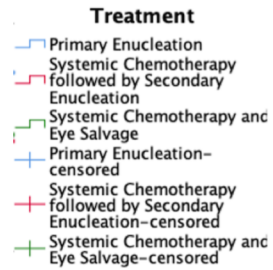 Treatment
Primary Enucleation
Systemic Chemotherapy
followed by Secondary
Enucleation
Systemic Chemotherapy and
Eye Salvage
Primary Enucleation-
censored
Systemic Chemotherapy
followed by Secondary
Enucleation-censored
Systemic Chemotherapy and
Eye Salvage-censored